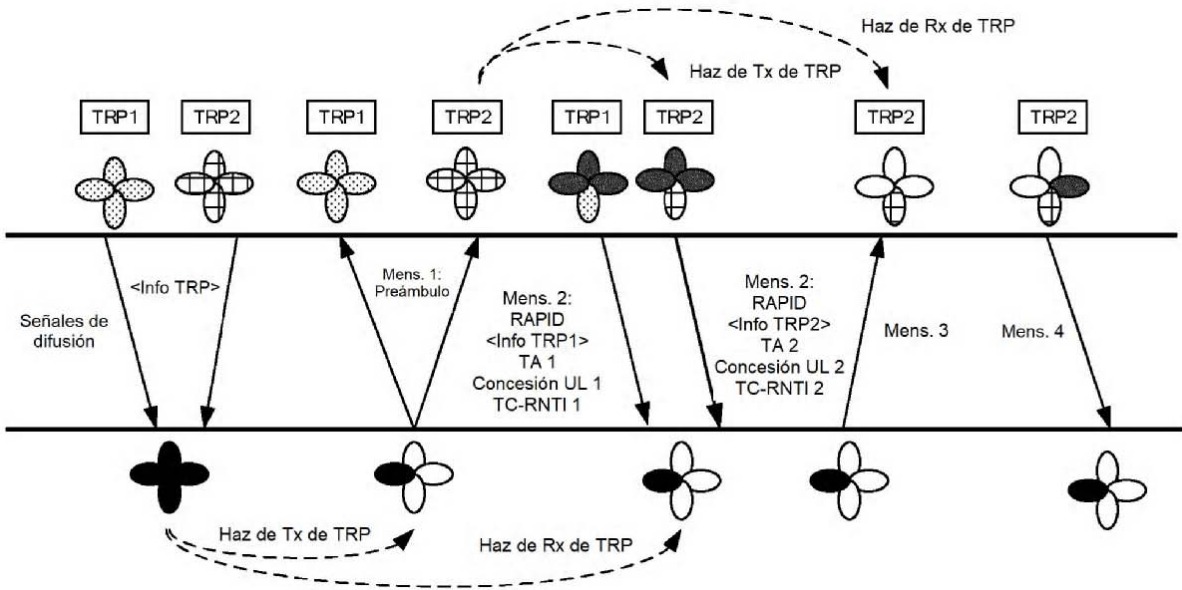 Haz de Rx de TRP
Haz de Tx de TRP
TRP1
TRP2
TRP1
TRP2
TRP1
TRP2
TRP2
TRP2
Señales de
difusión
<Info TRP>
Mens. 1:
Preámbulo
Mens. 2:
RAPID
<Info TRP1>
TA 1
Concesión UL 1
TC-RNTI 1
Mens. 2:
RAPID
<Info TRP2>
TA 2
Concesión UL 2
TC-RNTI 2
Mens. 3
Mens. 4
Haz de Tx de TRP
Haz de Rx de TRP